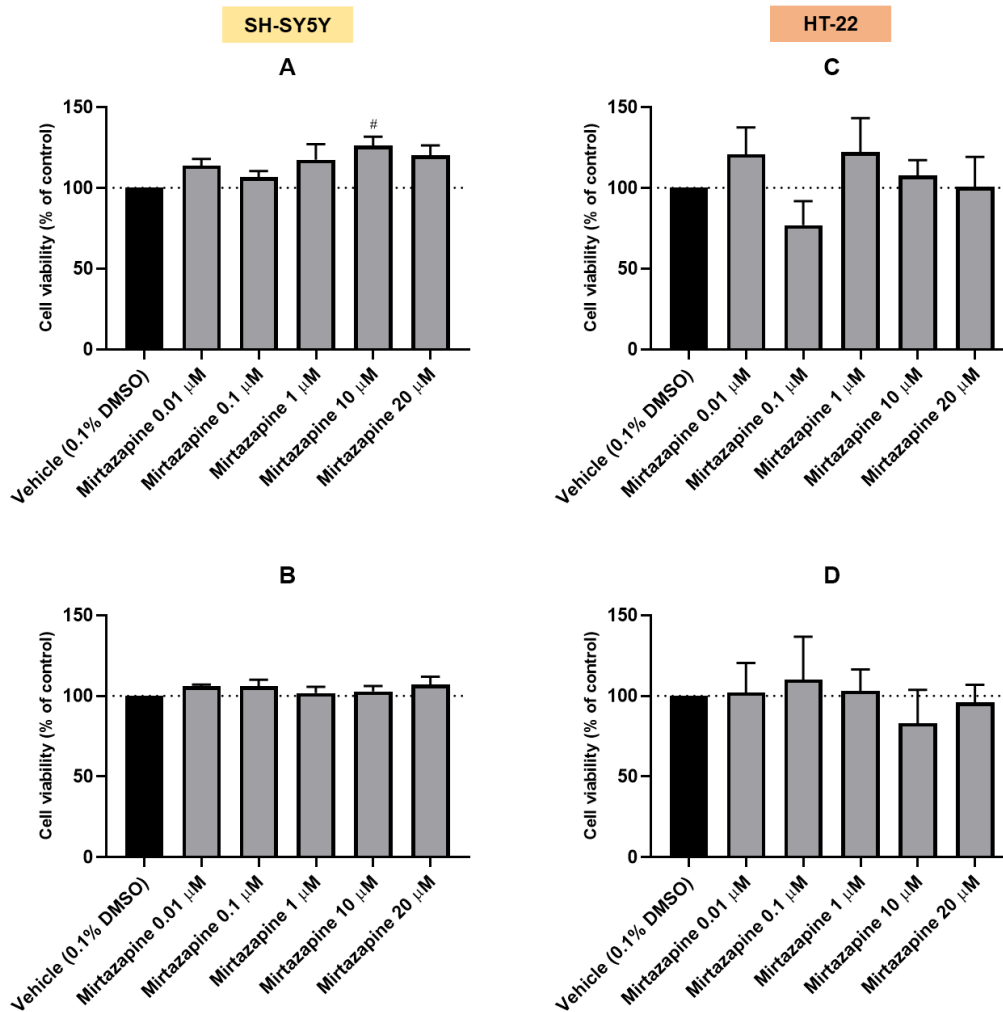 SH-SY5Y
HT-22
A
Cell viability (% of control)
150
100
50
0
#
Vehicle (0.1% DMSO)
Mirtazapine 0.01 μM
Mirtazapine 0.1 μM
Mirtazapine 1 μM
Mirtazapine 10 μM
Mirtazapine 20 μM
C
Cell viability (% of control)
150
100
50
0
Vehicle (0.1% DMSO)
Mirtazapine 0.01 μM
Mirtazapine 0.1 μM
Mirtazapine 1 μM
Mirtazapine 10 μM
Mirtazapine 20 μM
B
Cell viability (% of control)
150
100
50
0
Vehicle (0.1% DMSO)
Mirtazapine 0.01 μM
Mirtazapine 0.1 μM
Mirtazapine 1 μM
Mirtazapine 10 μM
Mirtazapine 20 μM
D
Cell viability (% of control)
150
100
50
0
Vehicle (0.1% DMSO)
Mirtazapine 0.01 μM
Mirtazapine 0.1 μM
Mirtazapine 1 μM
Mirtazapine 10 μM
Mirtazapine 20 μM